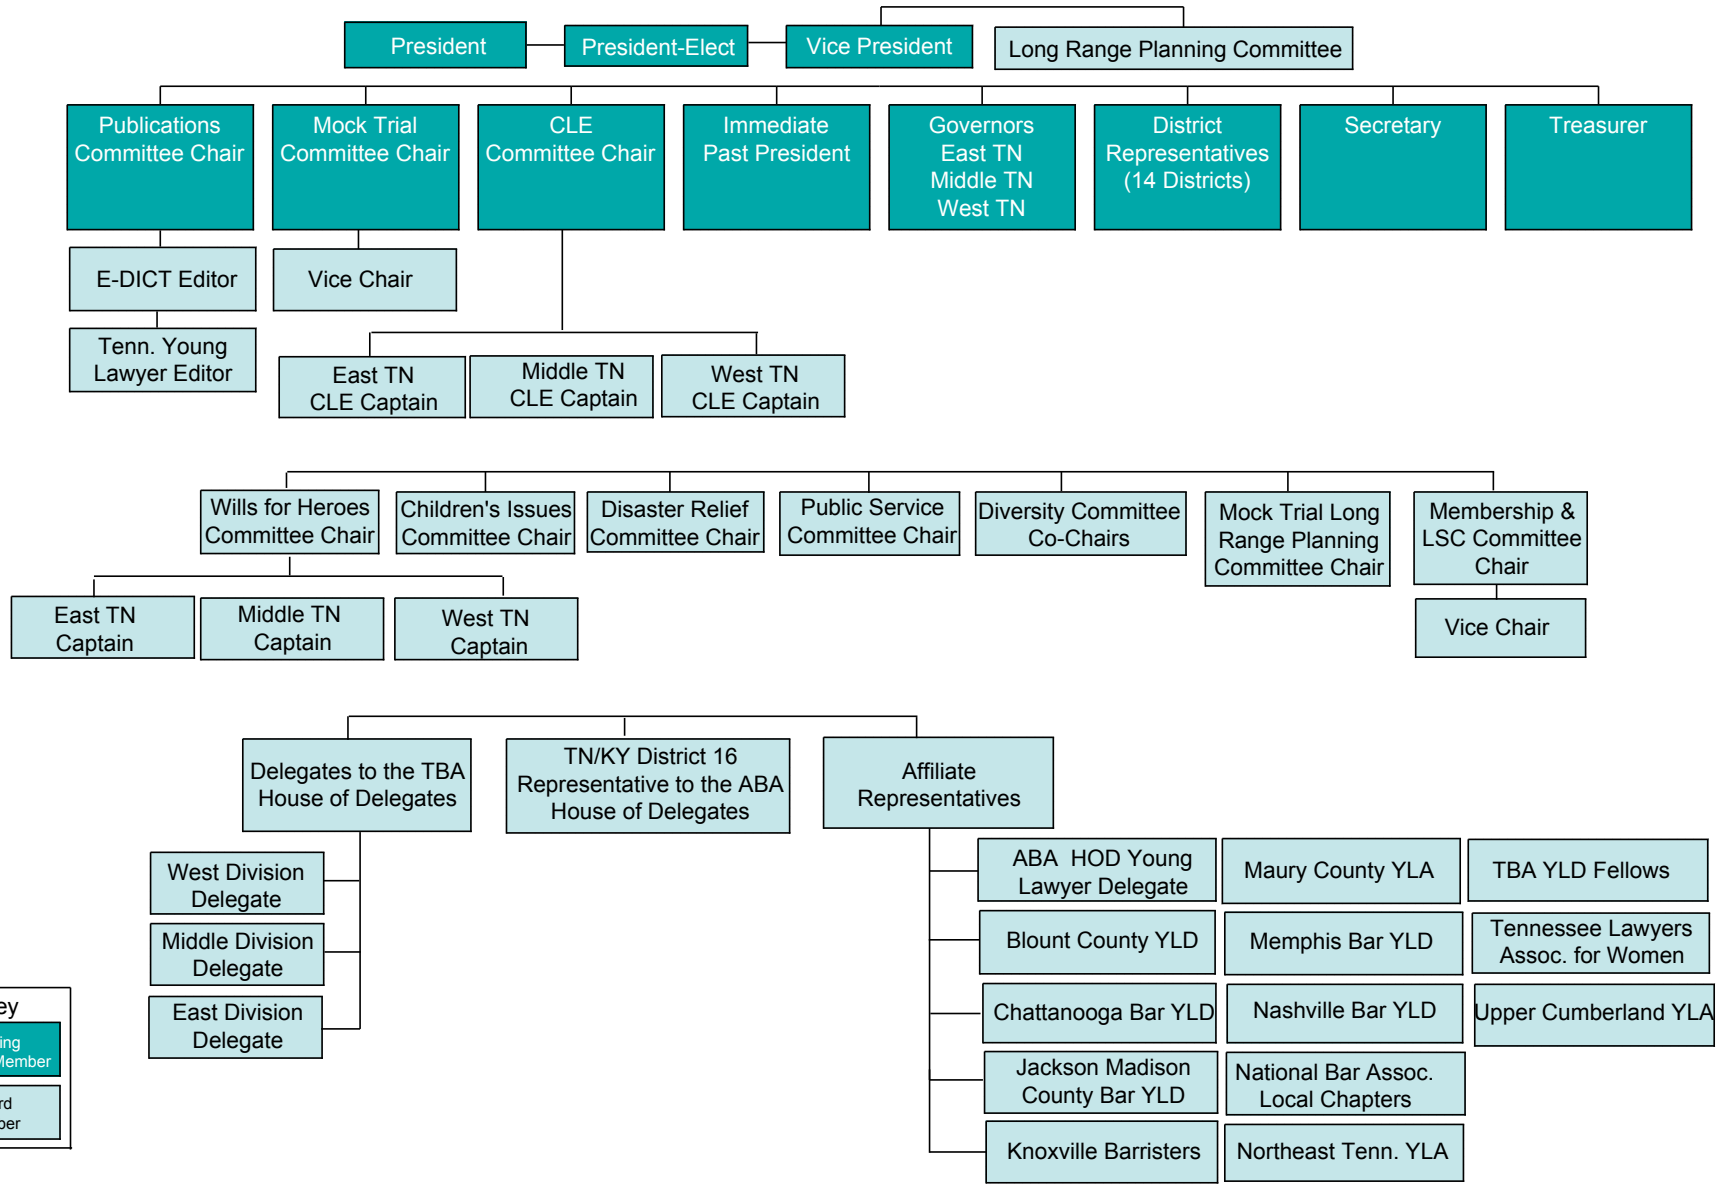 President
President-Elect
Vice President
Long Range Planning Committee
Publications
Committee Chair
Mock Trial
Committee Chair
CLE
Committee Chair
Immediate
Past President
Governors
East TN
Middle TN
West TN
District
Representatives
(14 Districts)
Secretary
Treasurer
E-DICT Editor
Vice Chair
Tenn. Young
Lawyer Editor
East TN
CLE Captain
Middle TN
CLE Captain
West TN
CLE Captain
Wills for Heroes
Committee Chair
Children's Issues
Committee Chair
Disaster Relief
Committee Chair
Public Service
Committee Chair
Diversity Committee
Co-Chairs
Mock Trial Long
Range Planning
Committee Chair
Membership &
LSC Committee
Chair
East TN
Captain
Middle TN
Captain
West TN
Captain
Vice Chair
Delegates to the TBA
House of Delegates
TN/KY District 16
Representative to the ABA
House of Delegates
Affiliate
Representatives
West Division
Delegate
Middle Division
Delegate
East Division
Delegate
ABA HOD Young
Lawyer Delegate
Maury County YLA
TBA YLD Fellows
Blount County YLD
Memphis Bar YLD
Tennessee Lawyers
Assoc. for Women
Chattanooga Bar YLD
Nashville Bar YLD
Upper Cumberland YLA
Jackson Madison
County Bar YLD
National Bar Assoc.
Local Chapters
Knoxville Barristers
Northeast Tenn. YLA
Member